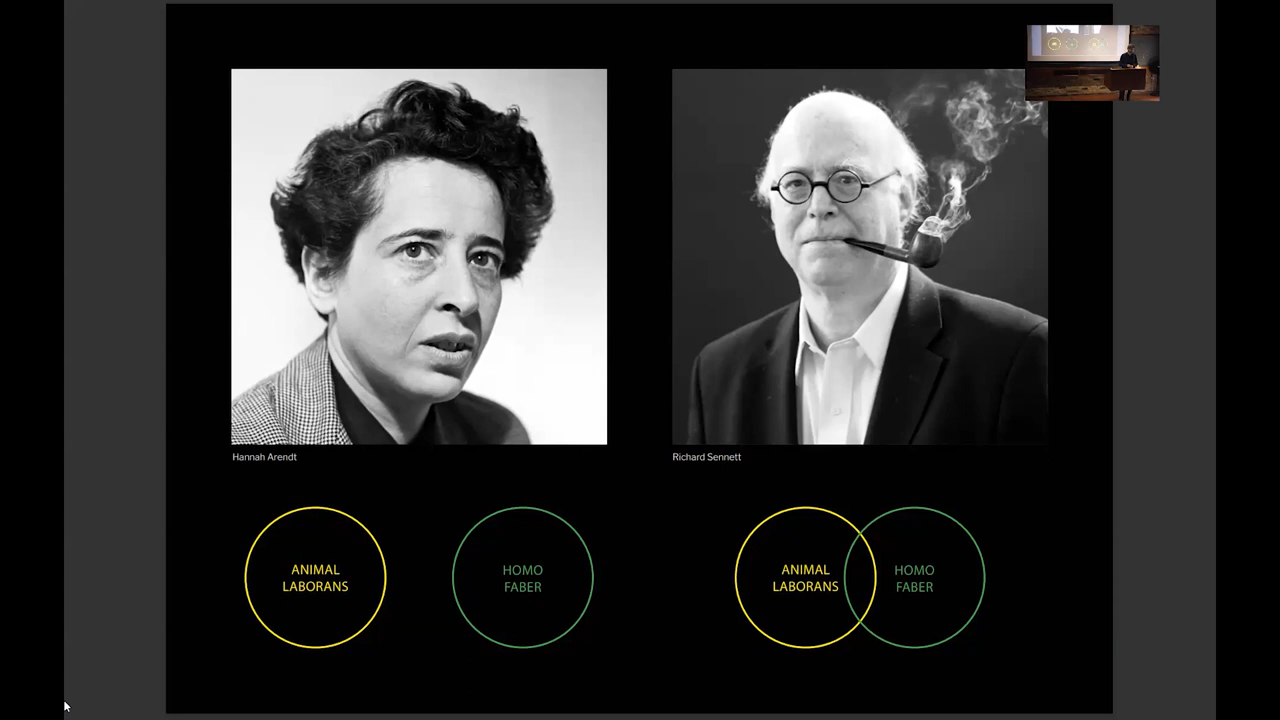 Hannah Arendt
Richard Sennett
ANIMAL
LABORANS
HOMO
FABER
ANIMAL
LABORANS
HOMO
FABER